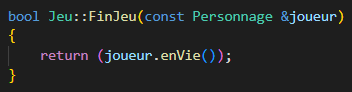 bool Jeu::FinJeu(const Personnage &joueur)
{
    return (joueur.enVie());
}